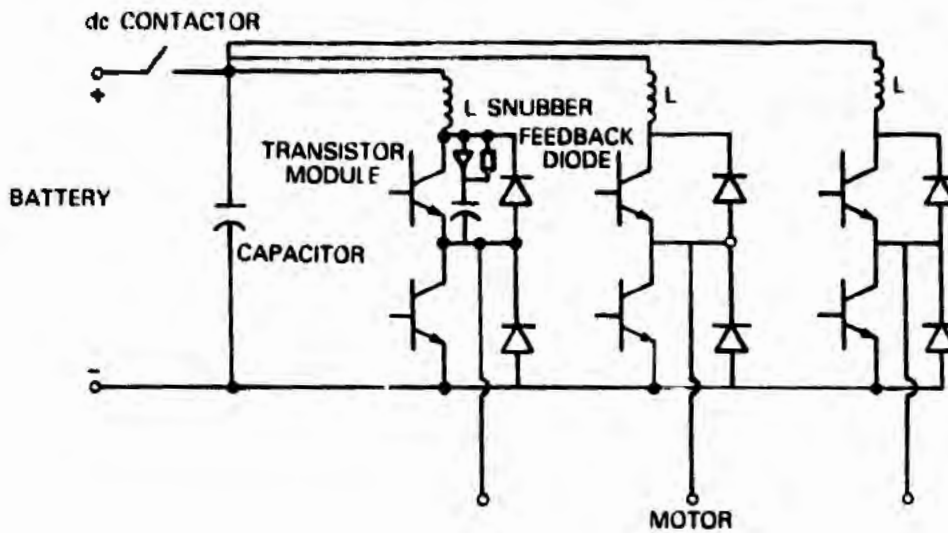 dc CONTACTOR
+
L SNUBBER
L
L
FEEDBACK
DIODE
TRANSISTOR
MODULE
BATTERY
CAPACITOR
-
MOTOR